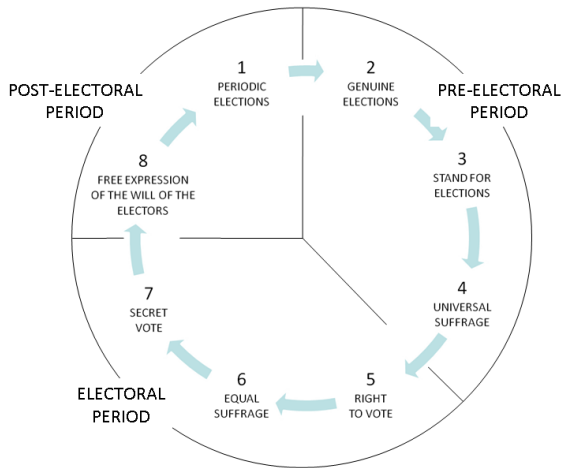 POST-ELECTORAL
PERIOD
1
PERIODIC
ELECTIONS
2
GENUINE
ELECTIONS
PRE-ELECTORAL
PERIOD
3
STAND FOR
ELECTIONS
4
UNIVERSAL
SUFFRAGE
5
RIGHT
TO VOTE
6
EQUAL
SUFFRAGE
ELECTORAL
PERIOD
7
SECRET
VOTE
8
FREE EXPRESSION
OF THE WILL OF THE
ELECTORS